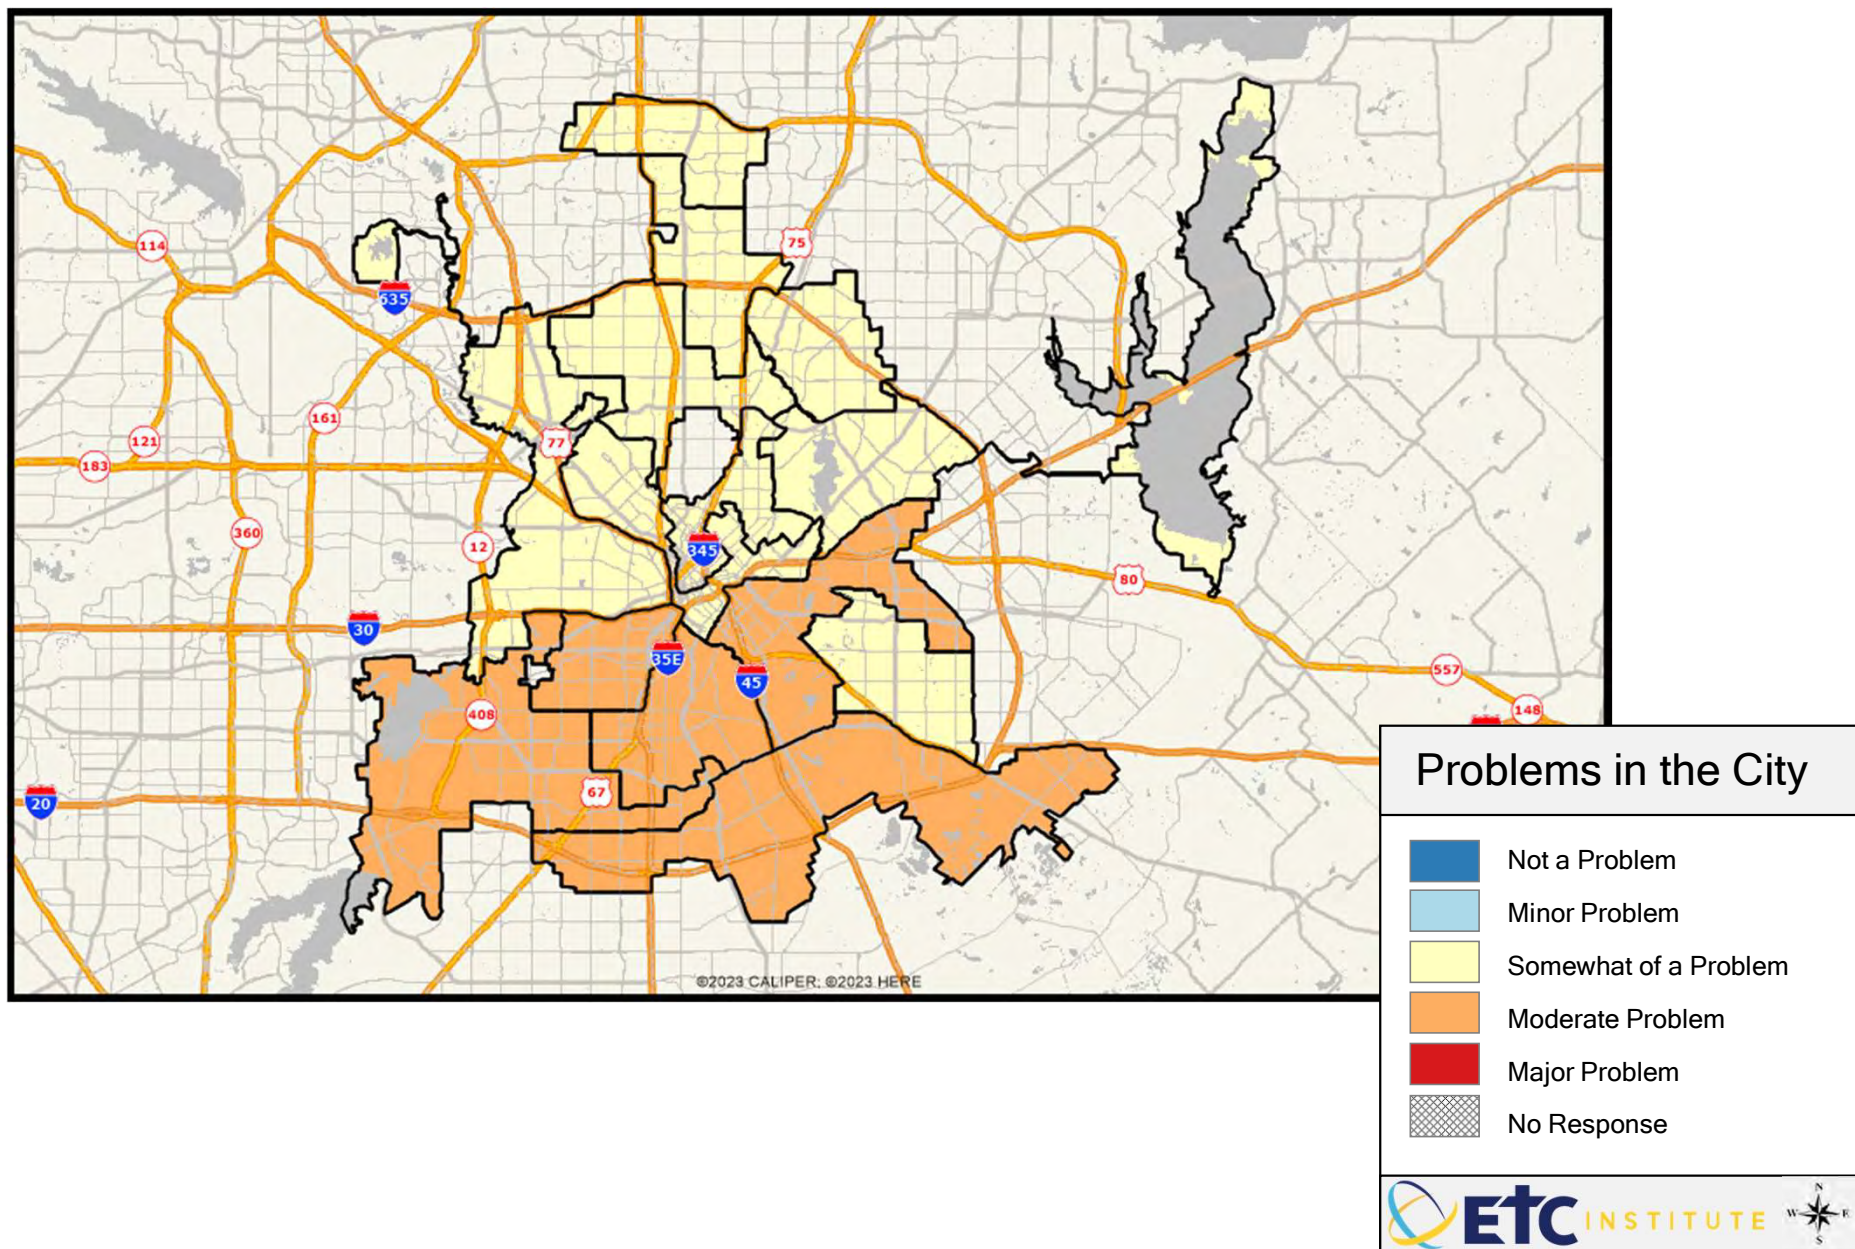 114
75
635
161
77
121
183
360
12
345
80
30
35E
45
557
408
148
67
20
©2023 CALIPER; ©2023 HERE
Problems in the City
Not a Problem
Minor Problem
Somewhat of a Problem
Moderate Problem
Major Problem
No Response
ETC INSTITUTE
N
W E
S